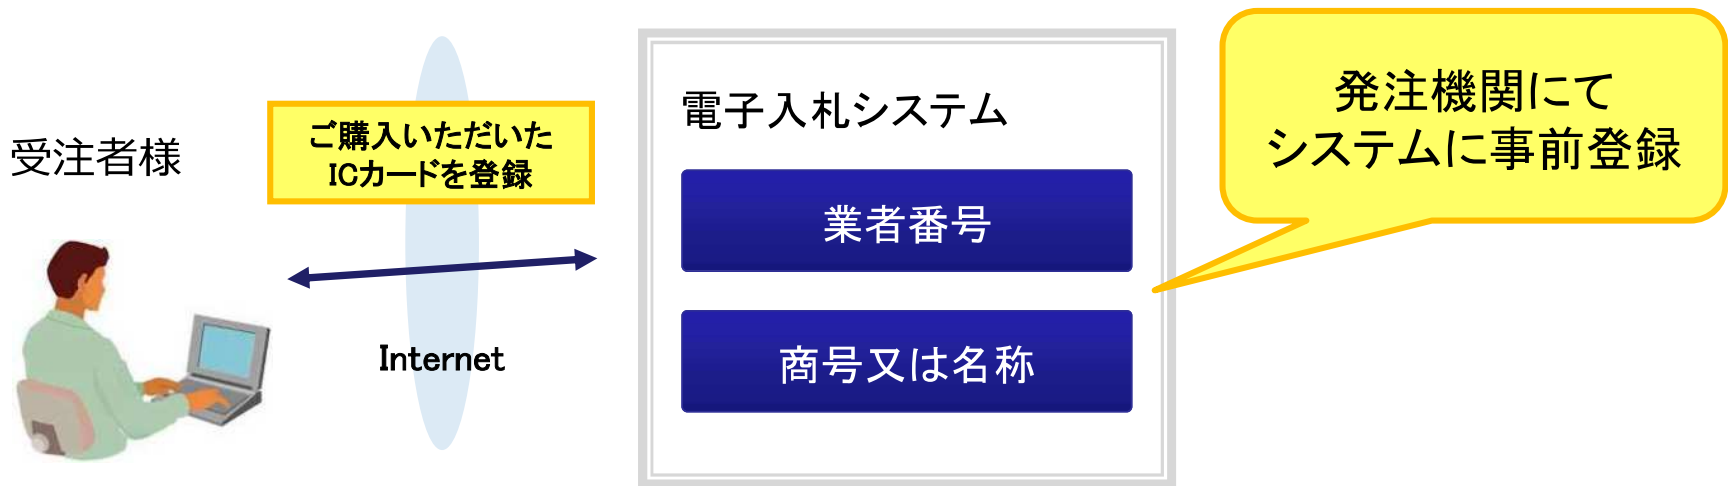 受注者様
ご購入いただいた
ICカードを登録
Internet
電子入札システム
業者番号
商号又は名称
発注機関にて
システムに事前登録